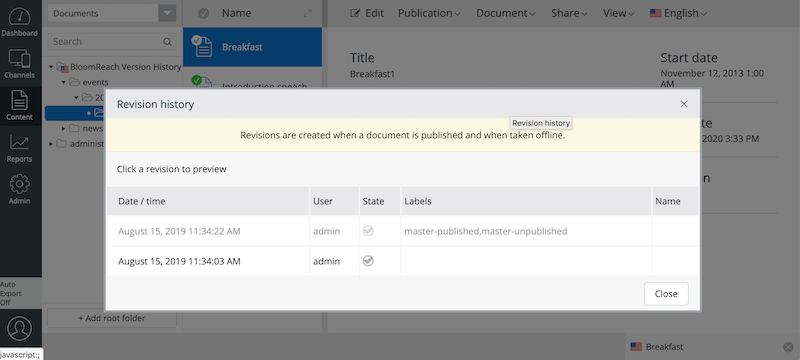 Dashboard
Channels
Content
Reports
Admin
Auto
Export
Off
javascript:;
Documents
Search
BloomReach Version History
events
20
news
administ
+ Add root folder
Name
Breakfast
Introduction speech
Edit Publication Document Share View English
Title
Breakfast1
Start date
November 12, 2013 1:00
AM
te
2020 3:33 PM
n
Revision history
×
Revision history
Revisions are created when a document is published and when taken offline.
Click a revision to preview
Date / time User State Labels Name
August 15, 2019 11:34:22 AM admin master-published,master-unpublished
August 15, 2019 11:34:03 AM admin
Close
Breakfast